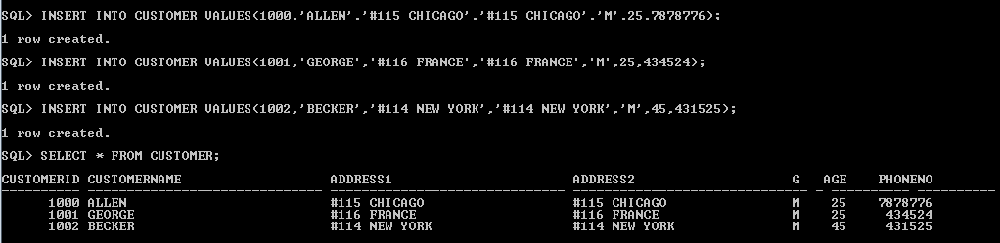 SQL> INSERT INTO CUSTOMER VALUES(1000,'ALLEN','#115 CHICAGO','#115 CHICAGO','M',25,7878776);
1 row created.
SQL> INSERT INTO CUSTOMER VALUES(1001,'GEORGE','#116 FRANCE','#116 FRANCE','M',25,434524);
1 row created.
SQL> INSERT INTO CUSTOMER VALUES(1002,'BECKER','#114 NEW YORK','#114 NEW YORK','M',45,431525);
1 row created.
SQL> SELECT * FROM CUSTOMER;
CUSTOMERID CUSTOMERNAME ADDRESS1 ADDRESS2 G AGE PHONENO
1000 ALLEN #115 CHICAGO #115 CHICAGO M 25 7878776
1001 GEORGE #116 FRANCE #116 FRANCE M 25 434524
1002 BECKER #114 NEW YORK #114 NEW YORK M 45 431525